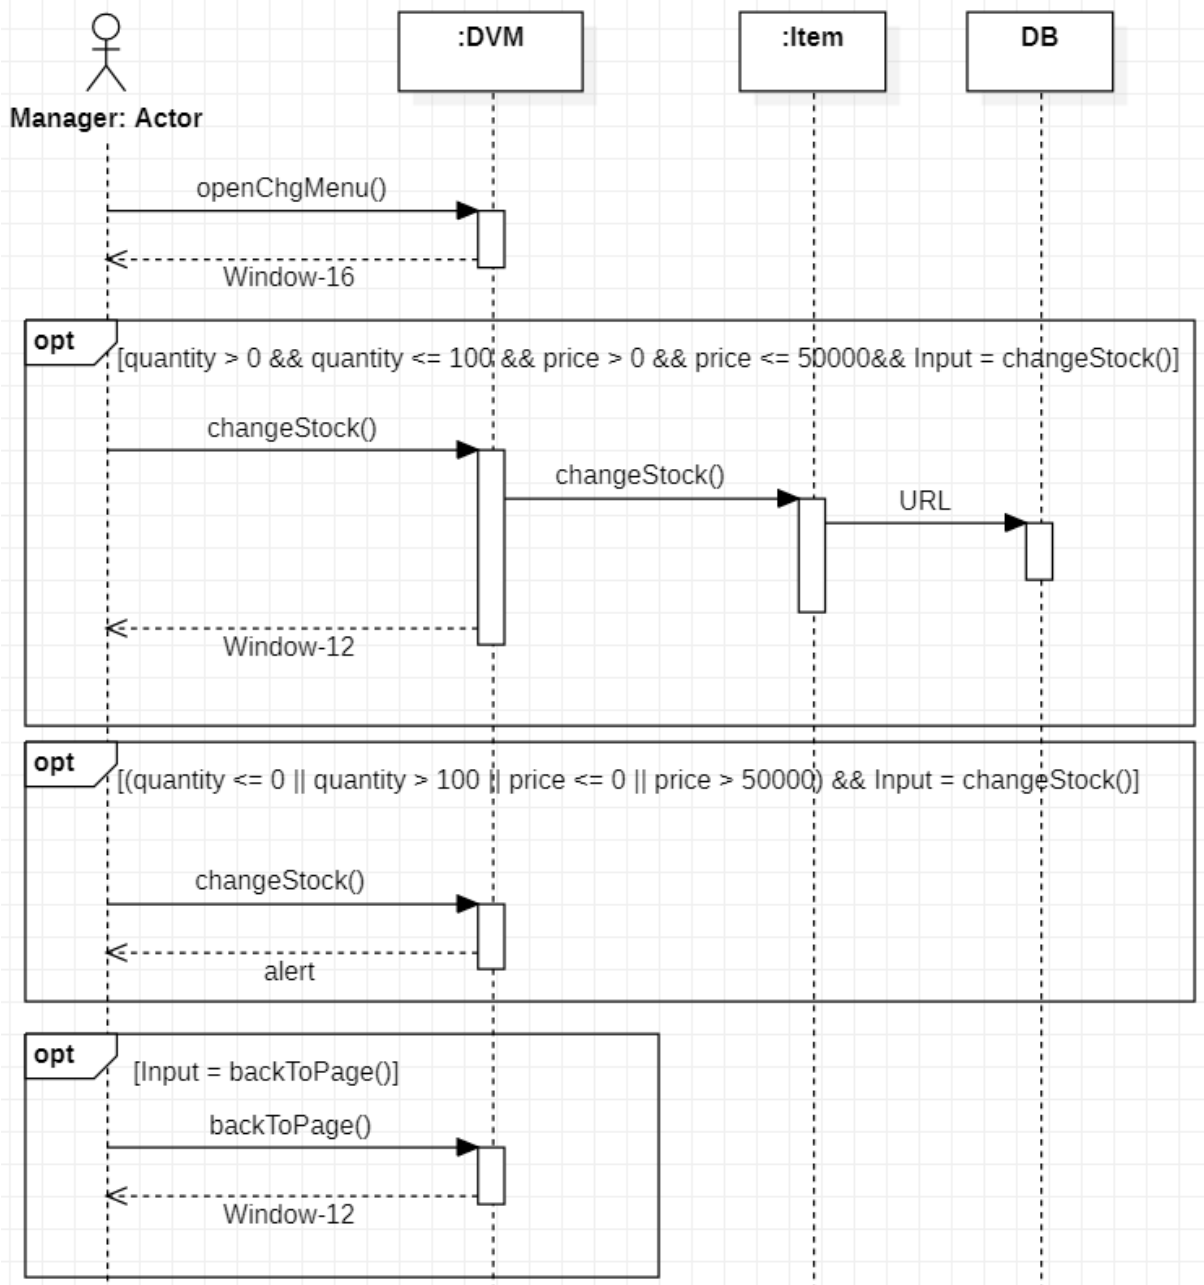 :DVM
:Item
DB
Manager: Actor
openChgMenu()
Window-16
opt
[quantity > 0 && quantity <= 100 && price > 0 && price <= 50000&& Input = changeStock()]
changeStock()
changeStock()
URL
Window-12
opt
[(quantity <= 0 || quantity > 100 || price <= 0 || price > 50000) && Input = changeStock()]
changeStock()
alert
opt
[Input = backToPage()]
backToPage()
Window-12